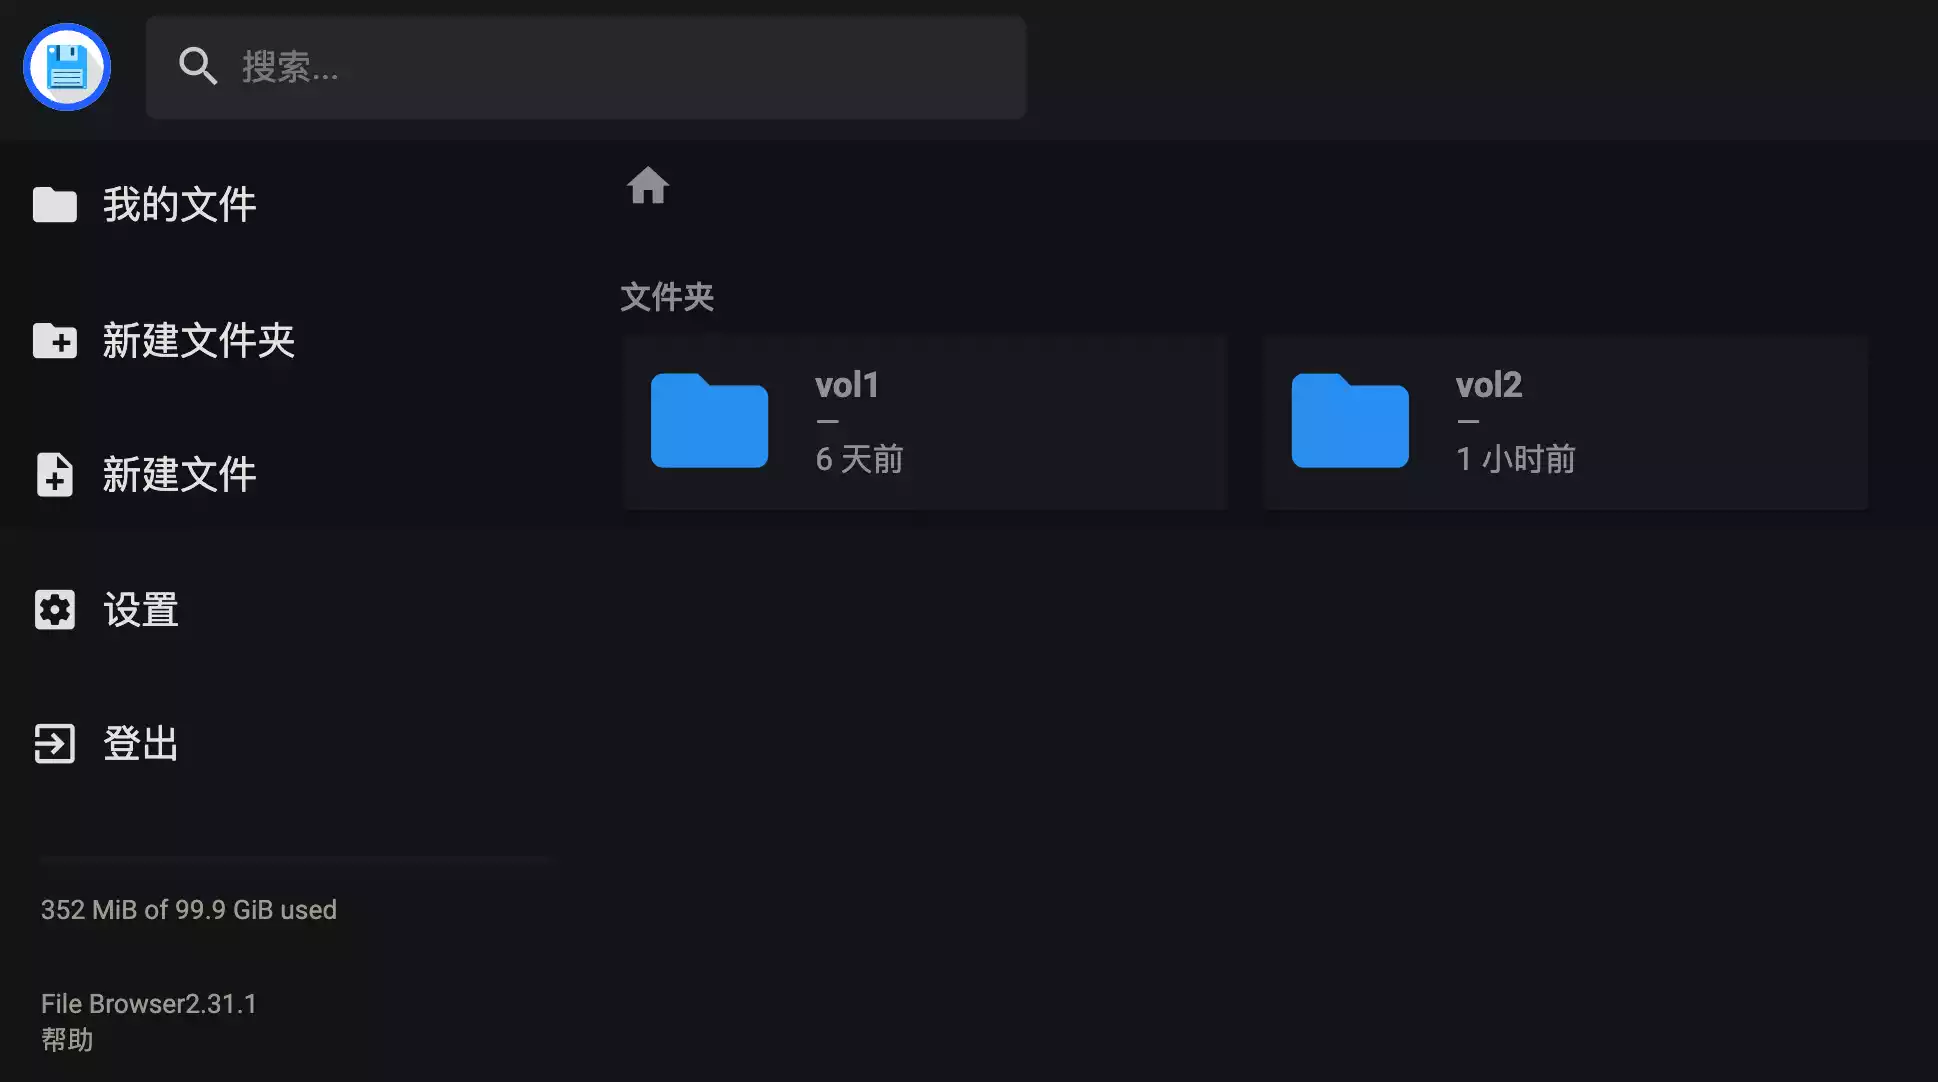 搜索...
我的文件
新建文件夹
新建文件
设置
登出
352 MiB of 99.9 GiB used
File Browser2.31.1
帮助
文件夹
vol1
—
6 天前
vol2
—
1 小时前